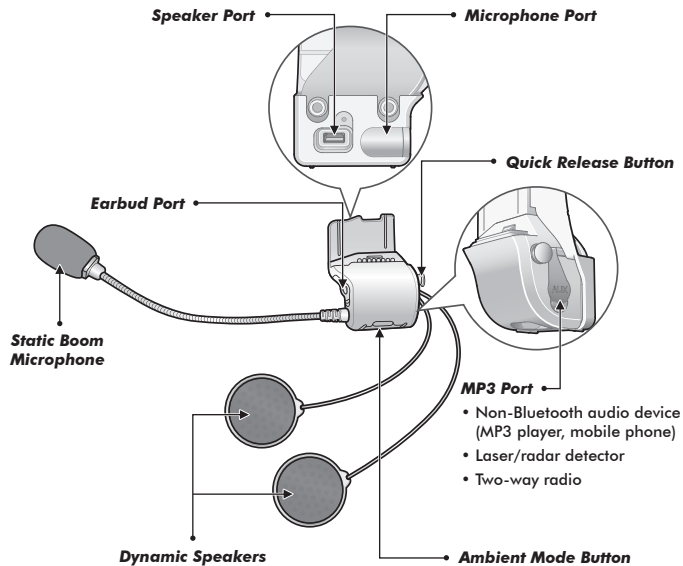 Speaker Port
Microphone Port
Quick Release Button
Earbud Port
AUX
Static Boom
Microphone
MP3 Port
• Non-Bluetooth audio device
(MP3 player, mobile phone)
• Laser/radar detector
• Two-way radio
Dynamic Speakers
Ambient Mode Button